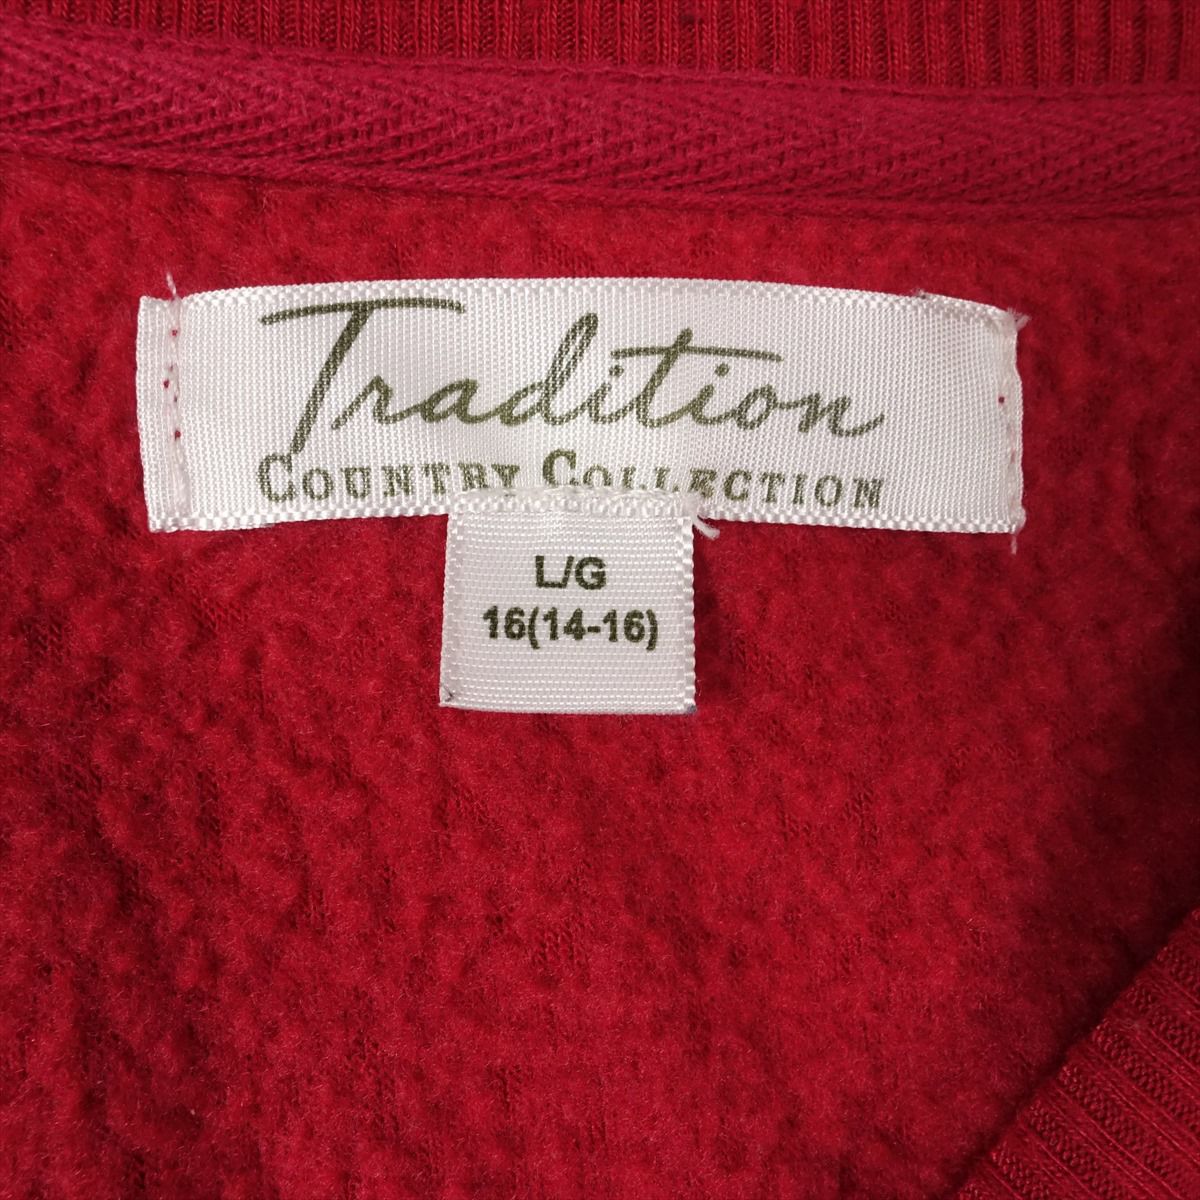 Tradition
COUNTRY COLLECTION
L/G
16(14-16)